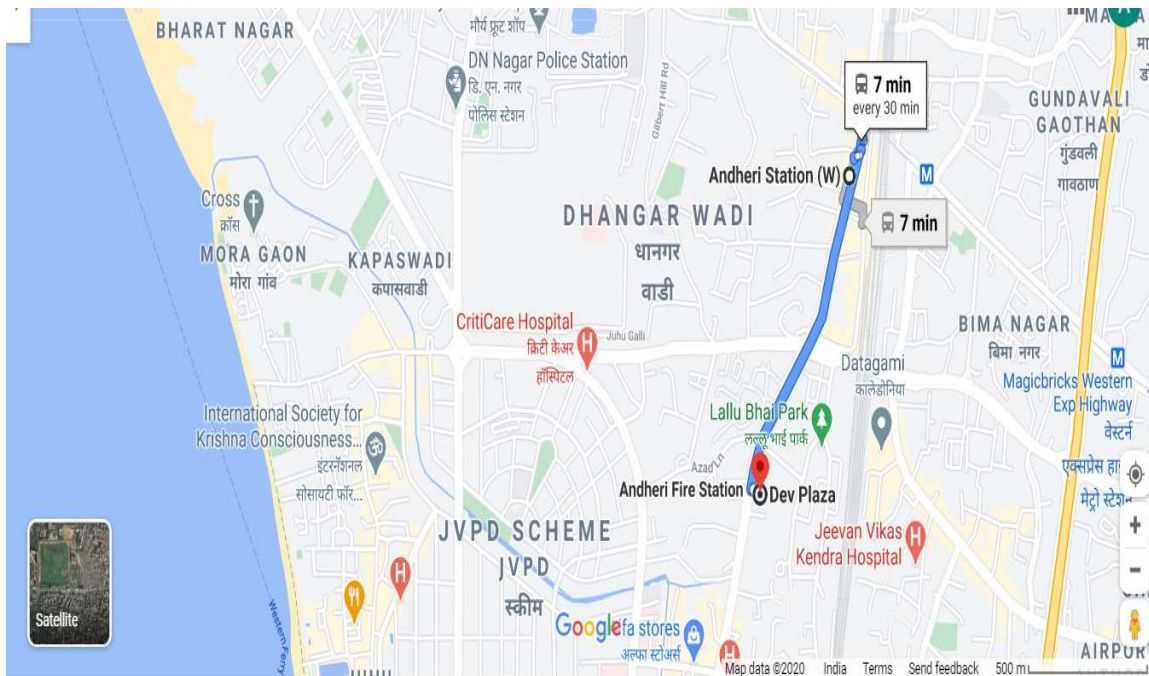 मौर्य फ्रूट शॉप
BHARAT NAGAR
DN Nagar Police Station
डि. एन. नगर
पोलिस स्टेशन
Gilbert Hill Rd
7 min
every 30 min
GUNDAVALI
GAOTHAN
गुंडवली
गावठाण
M
Andheri Station (W)
7 min
Cross
क्रॉस
MORA GAON
मोरा गांव
KAPASWADI
कपासवाडी
DHANGAR WADI
धानगर
वाडी
CritiCare Hospital
क्रिटी केअर
हॉस्पिटल
H
Juhu Galli
BIMA NAGAR
बिमा नगर
Datagami
कालेडोनिया
M
Magicbricks Western
Exp Highway
वेस्टर्न
एक्सप्रेस हा
मेट्रो स्टेशन
International Society for
Krishna Consciousness...
इंटरनॅशनल
सोसायटी फॉर...
Lallu Bhai Park
लल्लू भाई पार्क
Azad Ln
Andheri Fire Station
Dev Plaza
JVPD SCHEME
JVPD
स्कीम
Jeevan Vikas
Kendra Hospital
H
H
Satellite
Western Ferry
Google
fa stores
अल्फा स्टोअर्स
H
AIRPORT
Map data ©2020 India Terms Send feedback 500 m